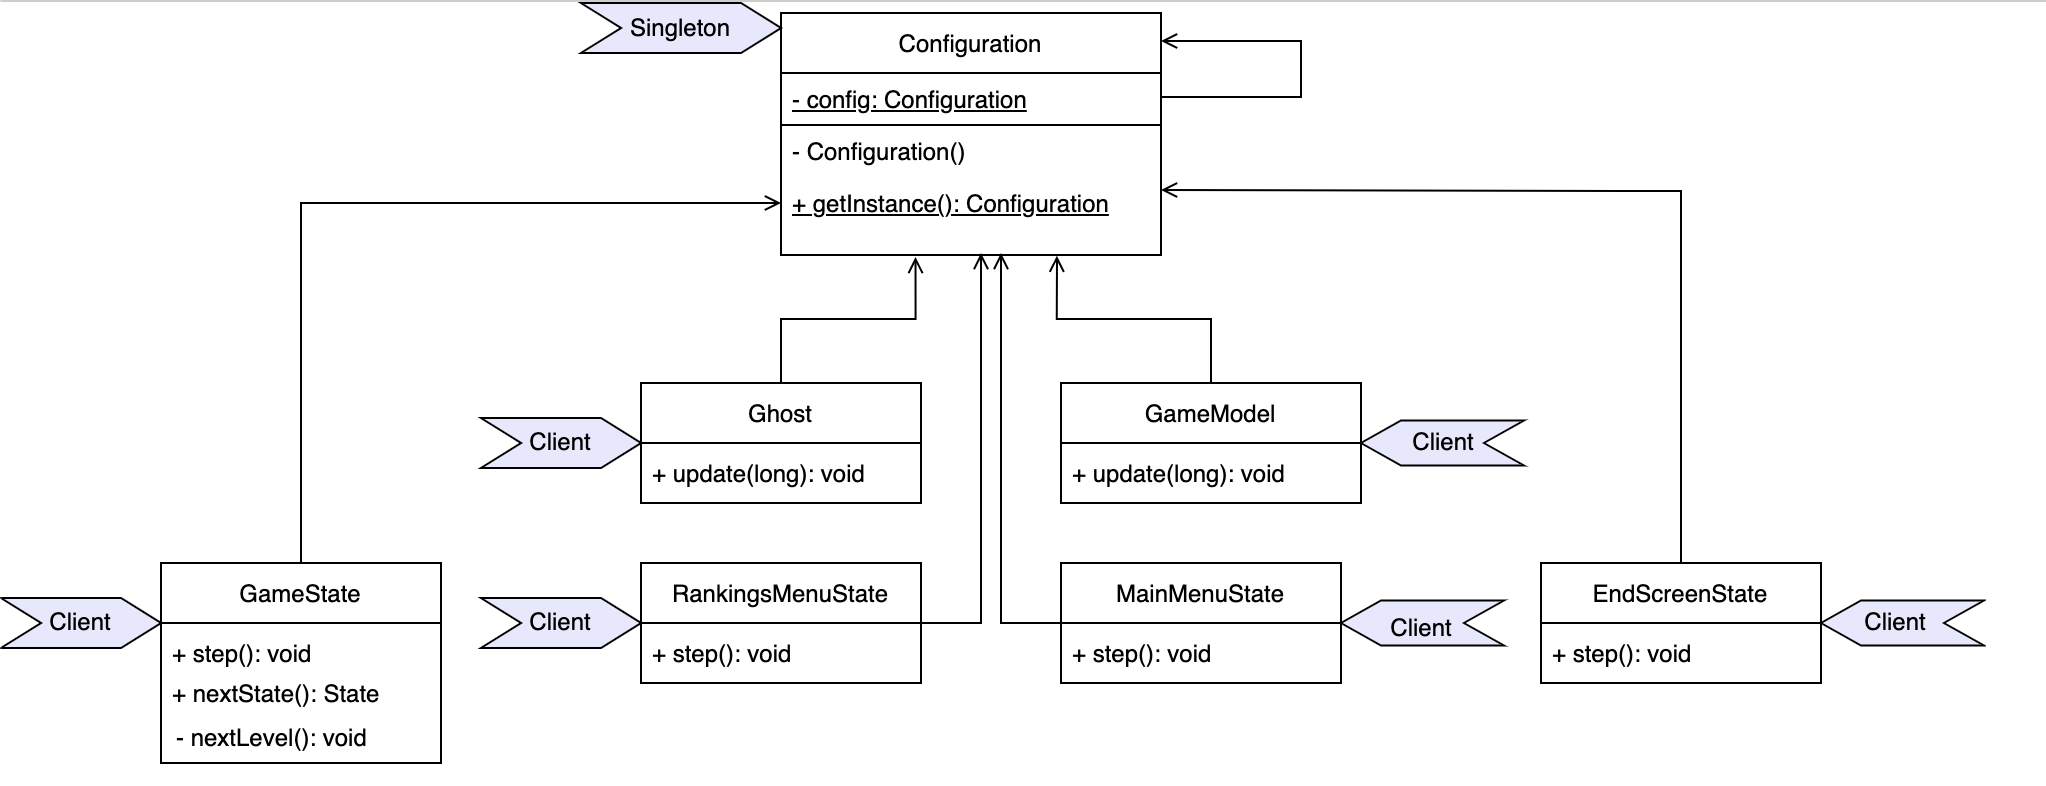 Singleton
Configuration
- config: Configuration
- Configuration()
+ getInstance(): Configuration
Client
Ghost
+ update(long): void
GameModel
+ update(long): void
Client
Client
GameState
+ step(): void
+ nextState(): State
- nextLevel(): void
Client
RankingsMenuState
+ step(): void
MainMenuState
+ step(): void
Client
EndScreenState
+ step(): void
Client